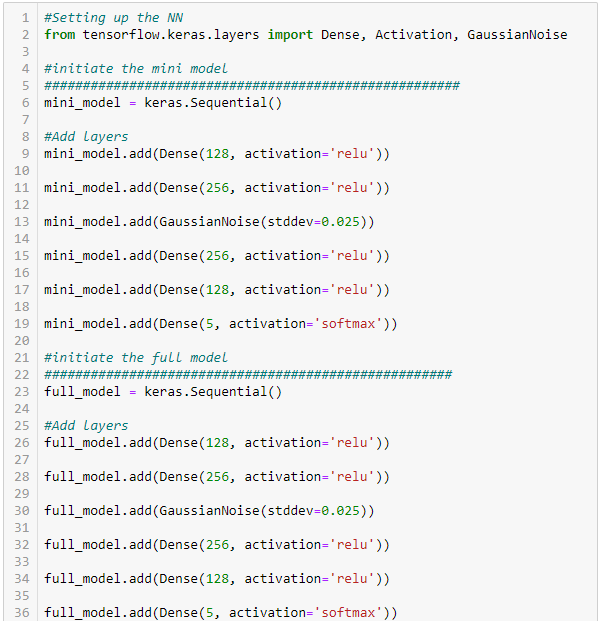 1 #Setting up the NN
2 from tensorflow.keras.layers import Dense, Activation, GaussianNoise
3
4 #initiate the mini model
5 ######################################################
6 mini_model = keras.Sequential()
7
8 #Add layers
9 mini_model.add(Dense(128, activation='relu'))
10
11 mini_model.add(Dense(256, activation='relu'))
12
13 mini_model.add(GaussianNoise(stddev=0.025))
14
15 mini_model.add(Dense(256, activation='relu'))
16
17 mini_model.add(Dense(128, activation='relu'))
18
19 mini_model.add(Dense(5, activation='softmax'))
20
21 #initiate the full model
22 #####################################################
23 full_model = keras.Sequential()
24
25 #Add layers
26 full_model.add(Dense(128, activation='relu'))
27
28 full_model.add(Dense(256, activation='relu'))
29
30 full_model.add(GaussianNoise(stddev=0.025))
31
32 full_model.add(Dense(256, activation='relu'))
33
34 full_model.add(Dense(128, activation='relu'))
35
36 full_model.add(Dense(5, activation='softmax'))